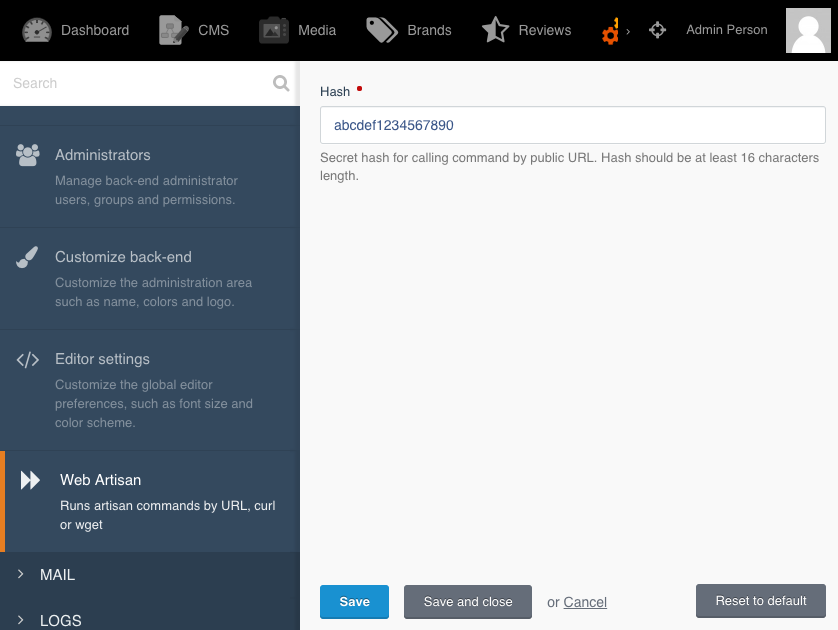 Dashboard CMS Media Brands Reviews Admin Person
Search
Administrators
Manage back-end administrator
users, groups and permissions.
Customize back-end
Customize the administration area
such as name, colors and logo.
Editor settings
Customize the global editor
preferences, such as font size and
color scheme.
Web Artisan
Runs artisan commands by URL, curl
or wget
MAIL
LOGS
Hash
abcdef1234567890
Secret hash for calling command by public URL. Hash should be at least 16 characters
length.
Save Save and close or Cancel Reset to default